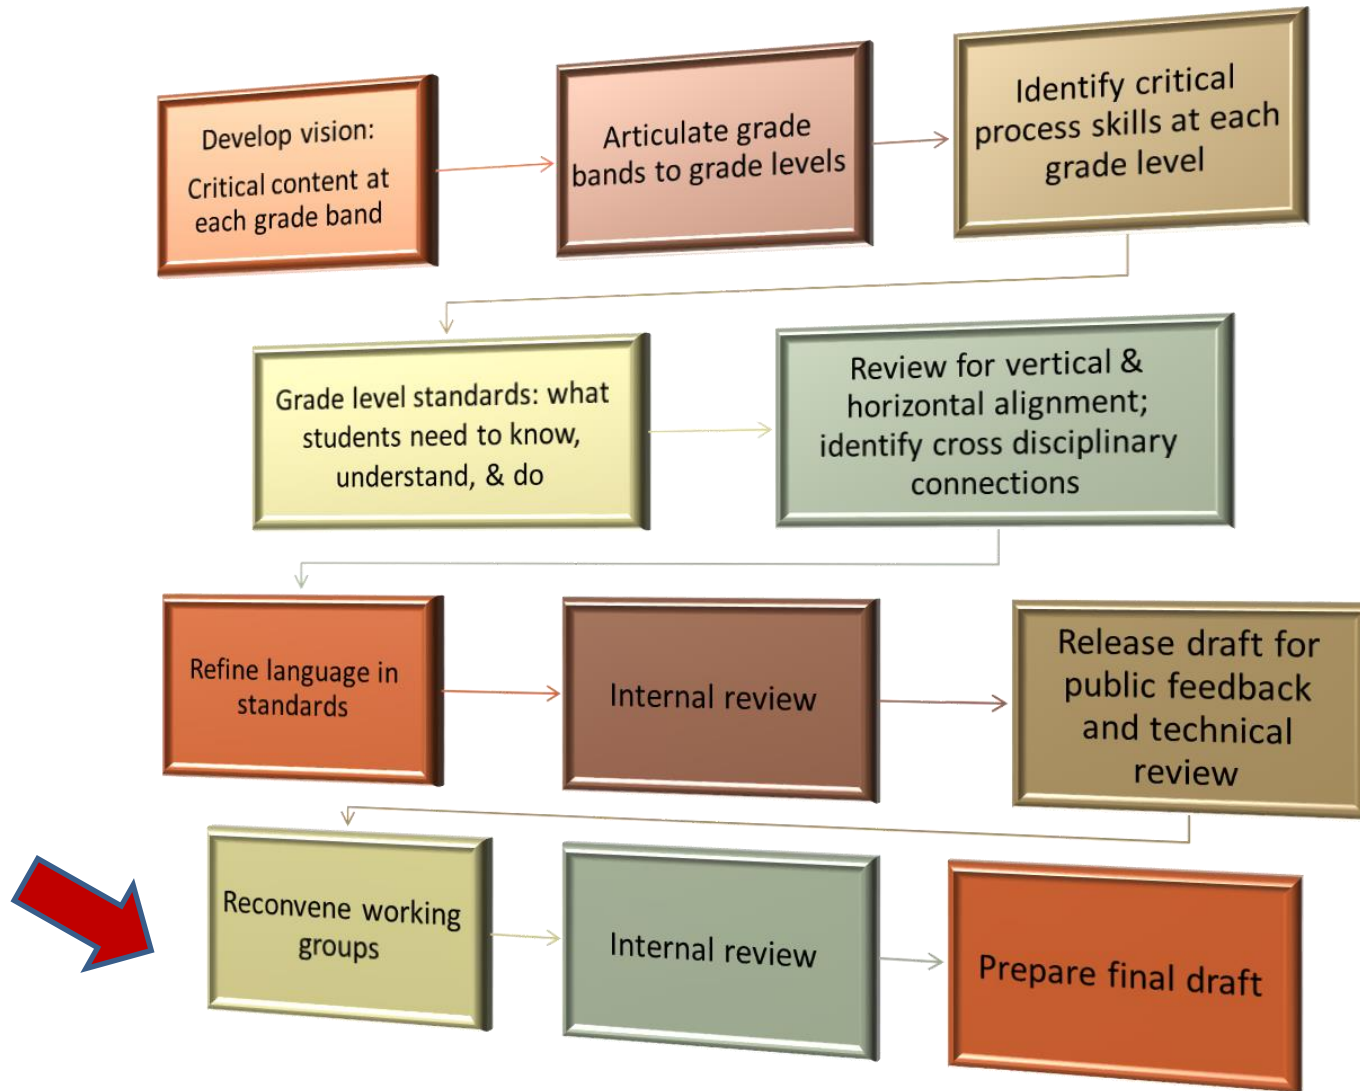 Develop vision:
Critical content at
each grade band
Articulate grade
bands to grade levels
Identify critical
process skills at each
grade level
Grade level standards: what
students need to know,
understand, & do
Review for vertical &
horizontal alignment;
identify cross disciplinary
connections
Refine language in
standards
Internal review
Release draft for
public feedback
and technical
review
Reconvene working
groups
Internal review
Prepare final draft